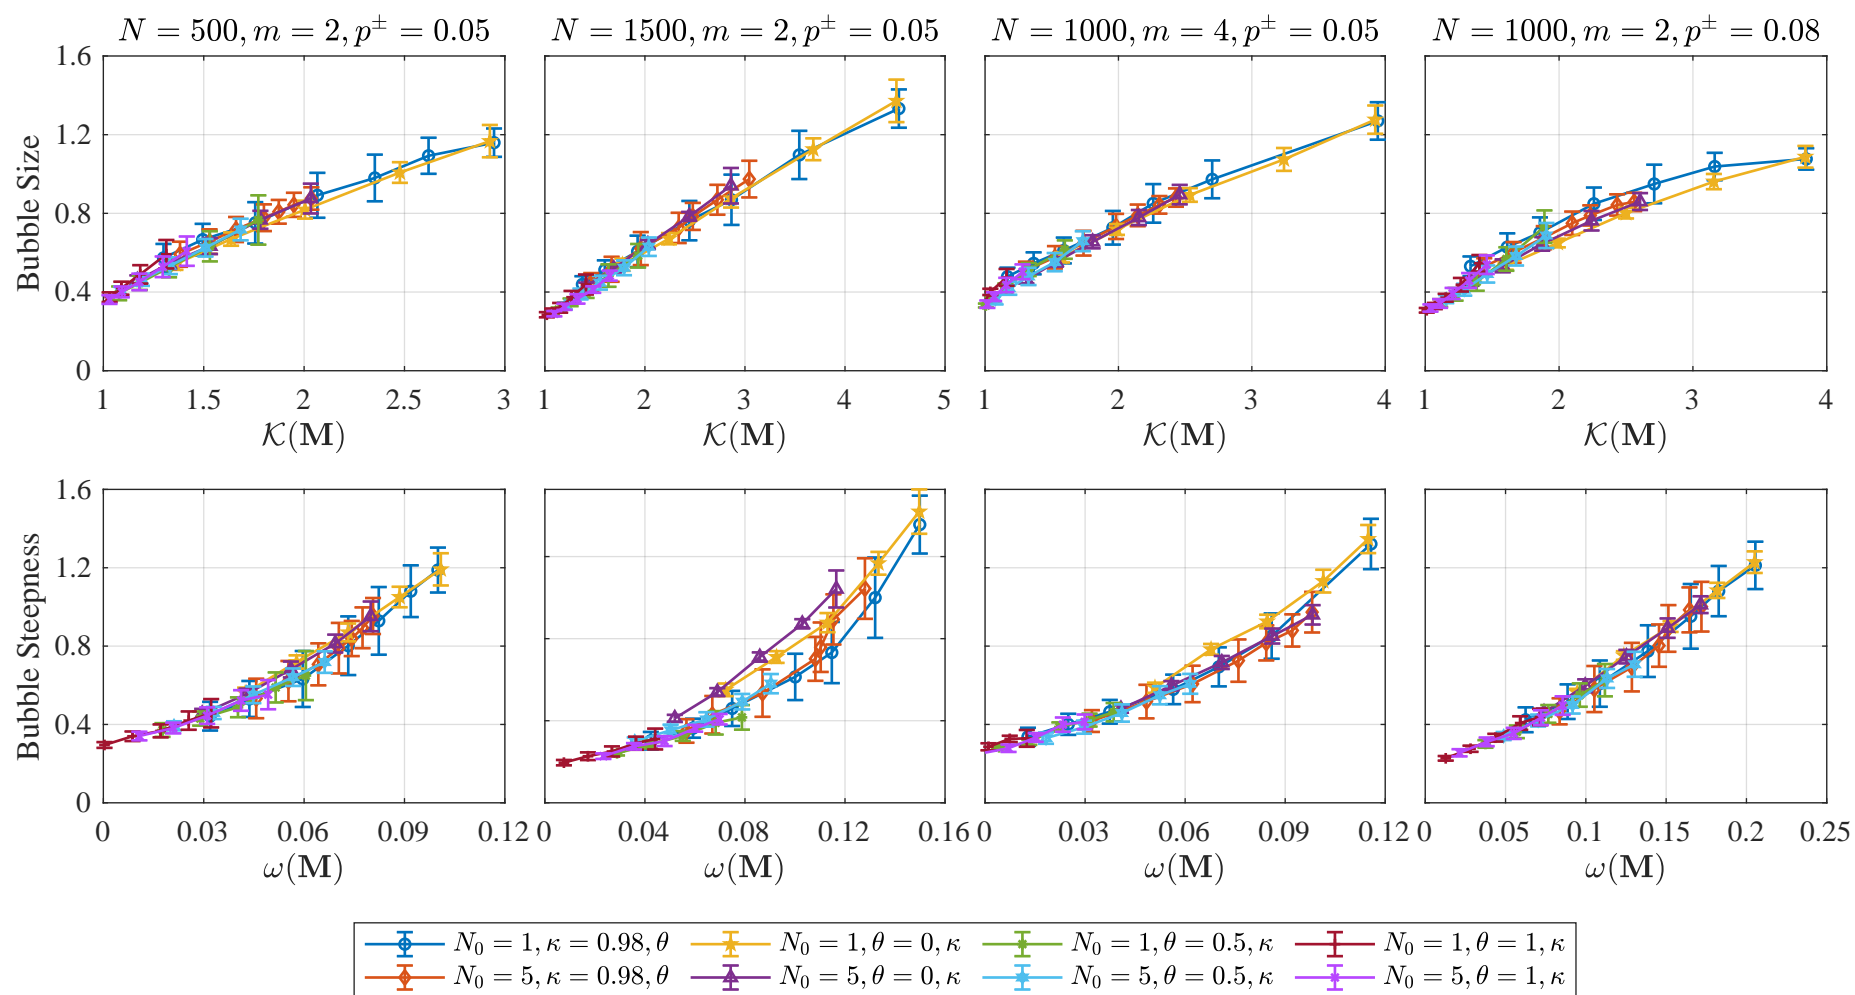 N = 500, m = 2, p± = 0.05
N = 1500, m = 2, p± = 0.05
N = 1000, m = 4, p± = 0.05
N = 1000, m = 2, p± = 0.08
Bubble Size
1.6
1.2
0.8
0.4
0
1 1.5 2 2.5 3
1 2 3 4 5
1 2 3 4
1 2 3 4
𝒦(M)
𝒦(M)
𝒦(M)
𝒦(M)
Bubble Steepness
1.6
1.2
0.8
0.4
0
0 0.03 0.06 0.09 0.12
0 0.04 0.08 0.12 0.16
0 0.03 0.06 0.09 0.12
0 0.05 0.1 0.15 0.2 0.25
ω(M)
ω(M)
ω(M)
ω(M)
N₀ = 1, κ = 0.98, θ
N₀ = 1, θ = 0, κ
N₀ = 1, θ = 0.5, κ
N₀ = 1, θ = 1, κ
N₀ = 5, κ = 0.98, θ
N₀ = 5, θ = 0, κ
N₀ = 5, θ = 0.5, κ
N₀ = 5, θ = 1, κ